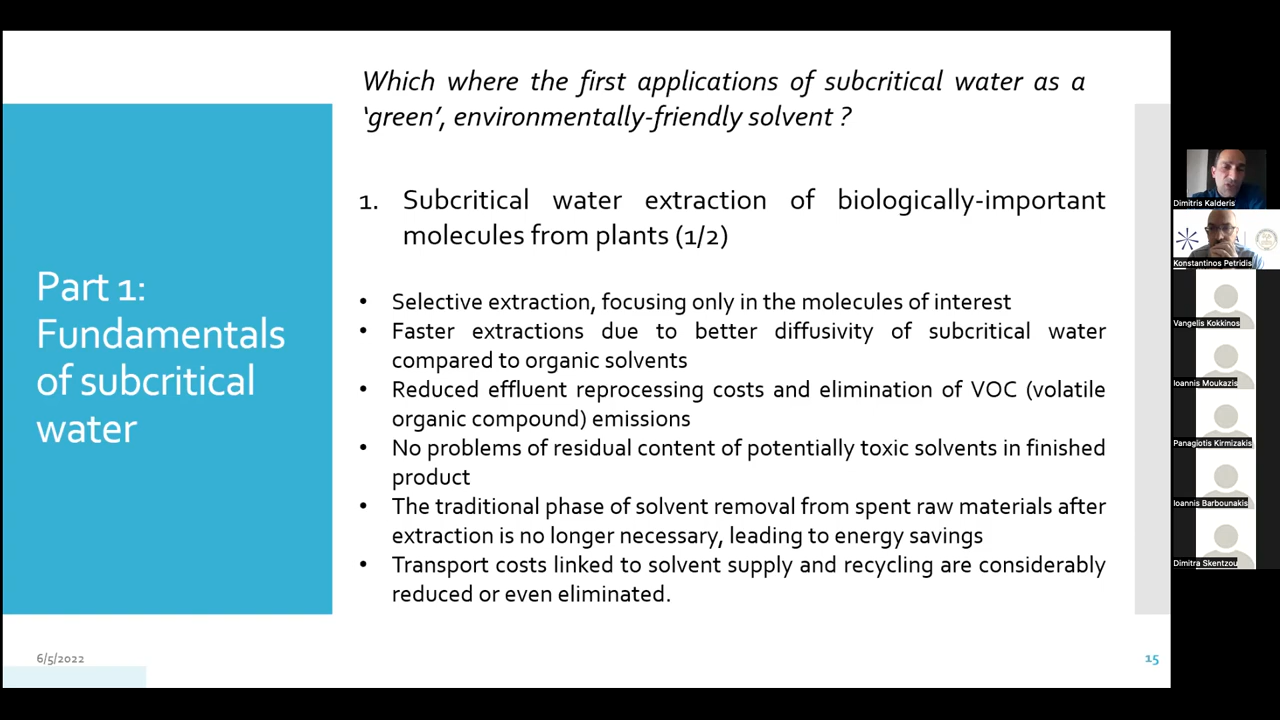 Which where the first applications of subcritical water as a
‘green’, environmentally-friendly solvent ?
1. Subcritical water extraction of biologically-important
molecules from plants (1/2)
Part 1:
Fundamentals
of subcritical
water
• Selective extraction, focusing only in the molecules of interest
• Faster extractions due to better diffusivity of subcritical water
compared to organic solvents
• Reduced effluent reprocessing costs and elimination of VOC (volatile
organic compound) emissions
• No problems of residual content of potentially toxic solvents in finished
product
• The traditional phase of solvent removal from spent raw materials after
extraction is no longer necessary, leading to energy savings
• Transport costs linked to solvent supply and recycling are considerably
reduced or even eliminated.
6/5/2022
15
Dimitris Kalderis
Konstantinos Petridis
Vangelis Kokkinos
Ioannis Moukazis
Panagiotis Kirmizakis
Ioannis Barbounakis
Dimitra Skentzou